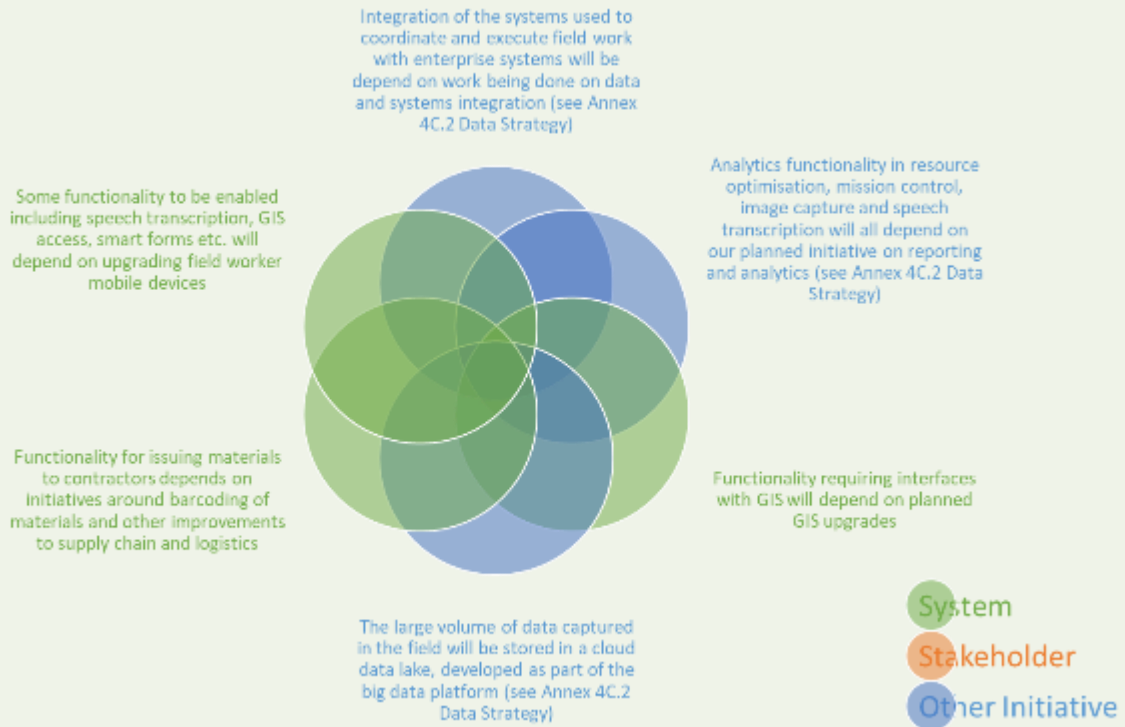 Integration of the systems used to
coordinate and execute field work
with enterprise systems will be
depend on work being done on data
and systems integration (see Annex
4C.2 Data Strategy)
Analytics functionality in resource
optimisation, mission control,
image capture and speech
transcription will all depend on
our planned initiative on reporting
and analytics (see Annex 4C.2 Data
Strategy)
Some functionality to be enabled
including speech transcription, GIS
access, smart forms etc. will
depend on upgrading field worker
mobile devices
Functionality for issuing materials
to contractors depends on
initiatives around barcoding of
materials and other improvements
to supply chain and logistics
Functionality requiring interfaces
with GIS will depend on planned
GIS upgrades
The large volume of data captured
in the field will be stored in a cloud
data lake, developed as part of the
big data platform (see Annex 4C.2
Data Strategy)
System
Stakeholder
Other Initiative